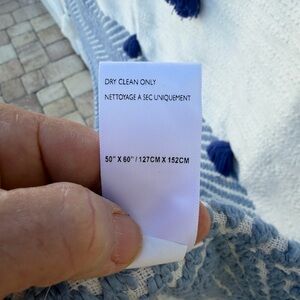 DRY CLEAN ONLY
NETTOYAGE A SEC UNIQUEMENT
50" X 60" / 127CM X 152CM